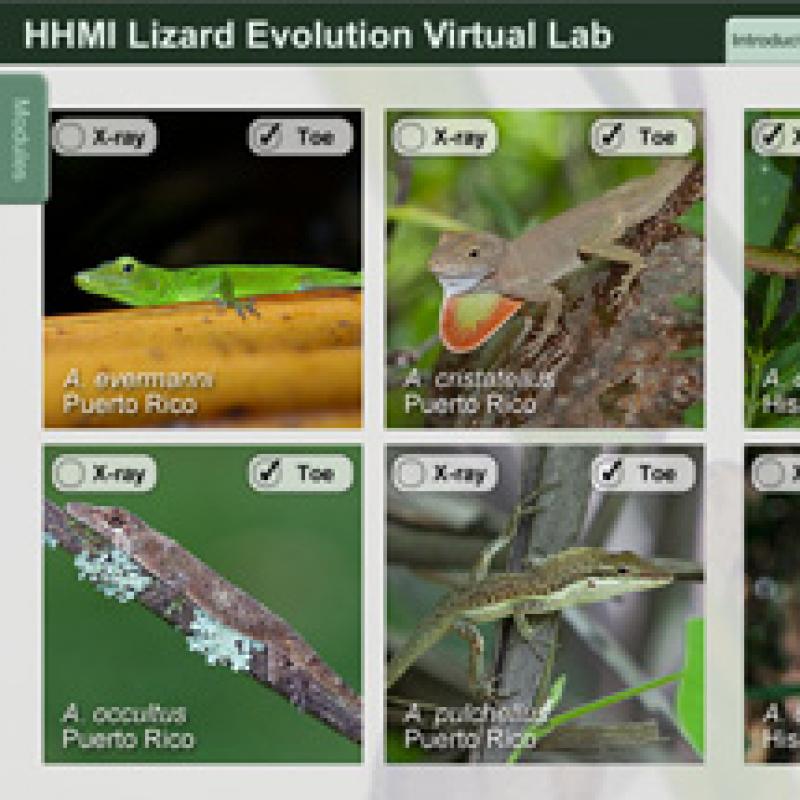 HHMI Lizard Evolution Virtual Lab
Introduct
Modules
X-ray Toe
X-ray Toe
X
A. evermanni
Puerto Rico
A. cristatellus
Puerto Rico
A.
His
X-ray Toe
X-ray Toe
X
A. occultus
Puerto Rico
A. pulchellus
Puerto Rico
A.
His